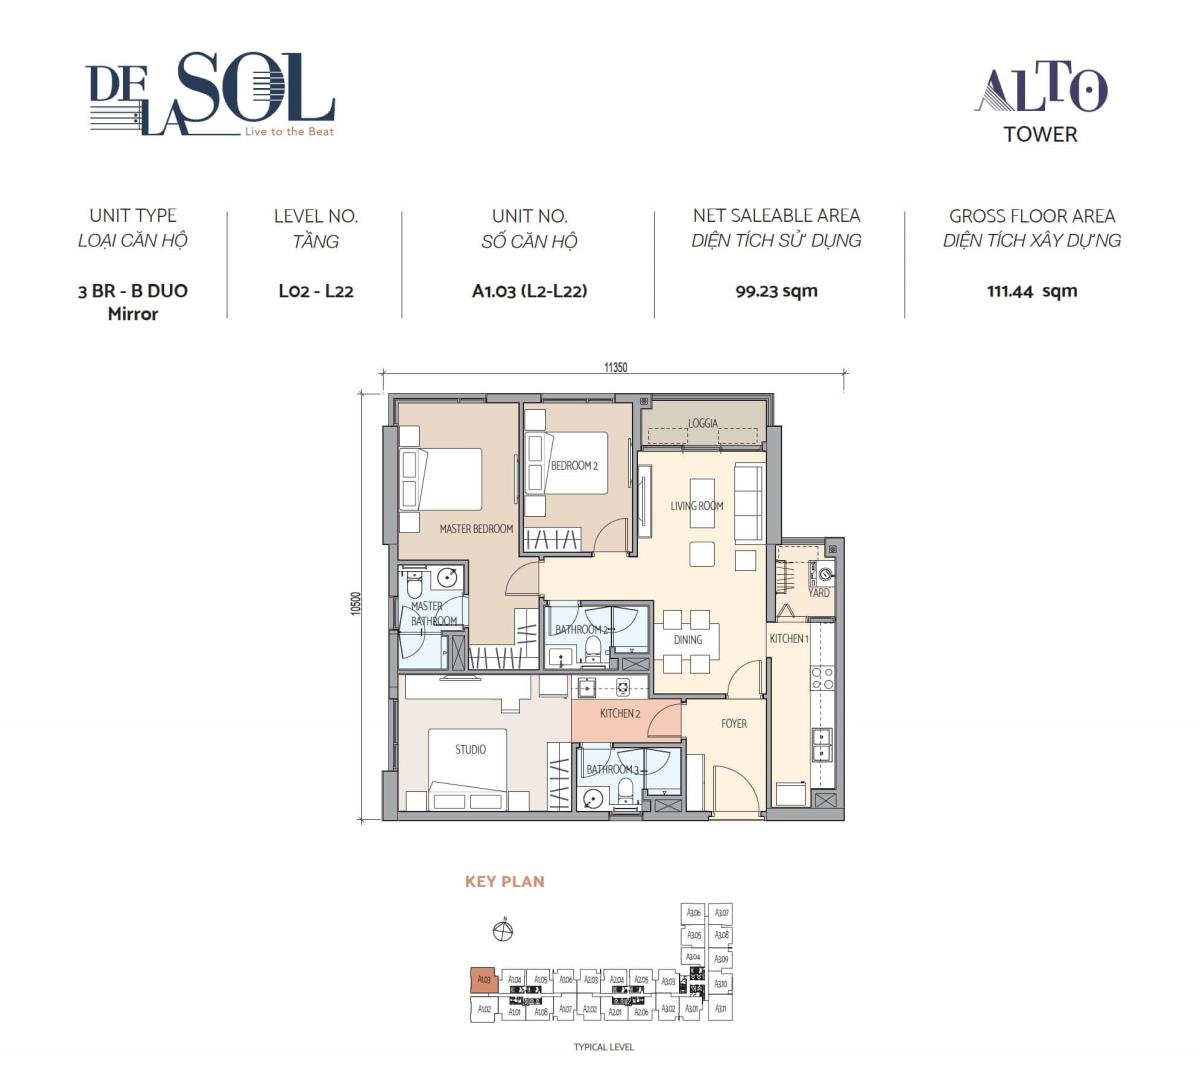 DE LA SOL
Live to the Beat
ALTO
TOWER
UNIT TYPE
LOẠI CĂN HỘ
3 BR - B DUO
Mirror
LEVEL NO.
TẦNG
L02 - L22
UNIT NO.
SỐ CĂN HỘ
A1.03 (L2-L22)
NET SALEABLE AREA
DIỆN TÍCH SỬ DỤNG
99.23 sqm
GROSS FLOOR AREA
DIỆN TÍCH XÂY DỰNG
111.44 sqm
11350
10500
LOGGIA
BEDROOM 2
LIVING ROOM
MASTER BEDROOM
YARD
MASTER
BATHROOM
BATHROOM 2
DINING
KITCHEN 1
KITCHEN 2
FOYER
STUDIO
BATHROOM 3
KEY PLAN
N
A3.06 A3.07
A3.05 A3.08
A3.04 A3.09
A1.03 A1.04 A1.05 A1.06 A2.03 A2.04 A2.05 A3.03 A3.10
A1.02 A1.01 A1.08 A1.07 A2.02 A2.01 A2.06 A3.02 A3.01 A3.11
TYPICAL LEVEL